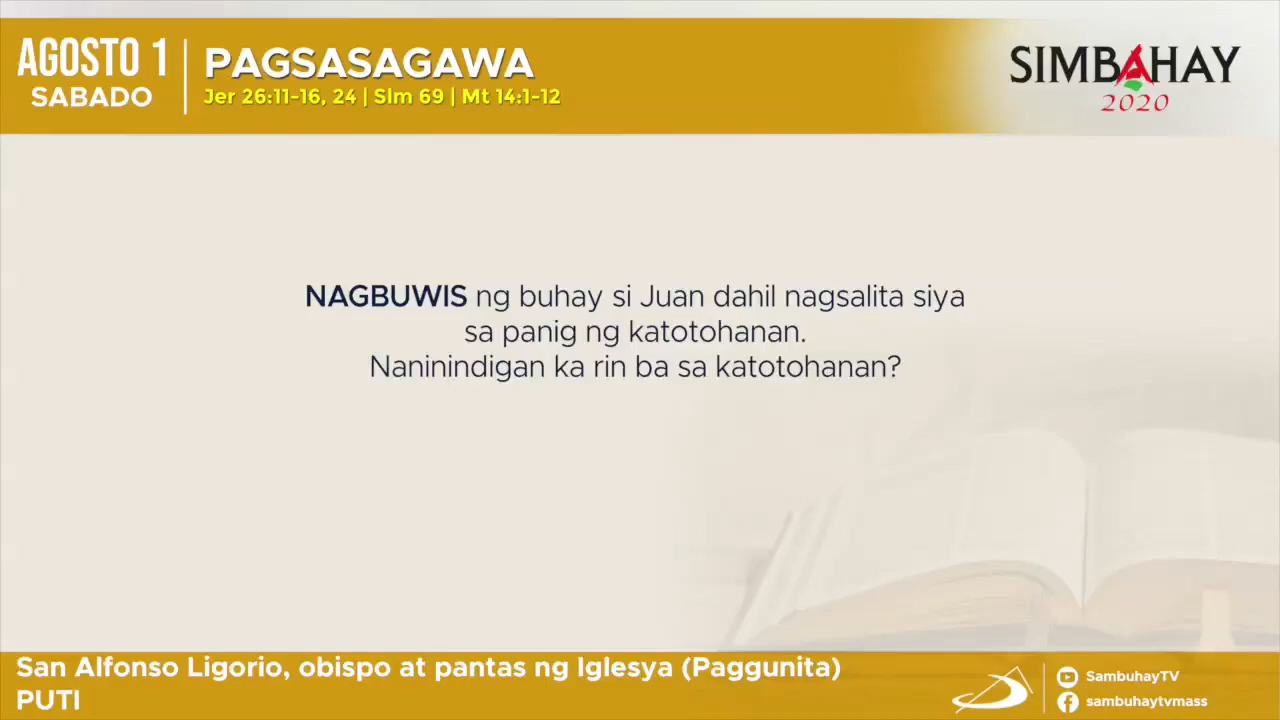 AGOSTO 1
SABADO
PAGSASAGAWA
Jer 26:11-16, 24 | Slm 69 | Mt 14:1-12
SIMBAHAY
2020
NAGBUWIS ng buhay si Juan dahil nagsalita siya
sa panig ng katotohanan.
Naninindigan ka rin ba sa katotohanan?
San Alfonso Ligorio, obispo at pantas ng Iglesya (Paggunita)
PUTI
SambuhayTV
sambuhaytvmass